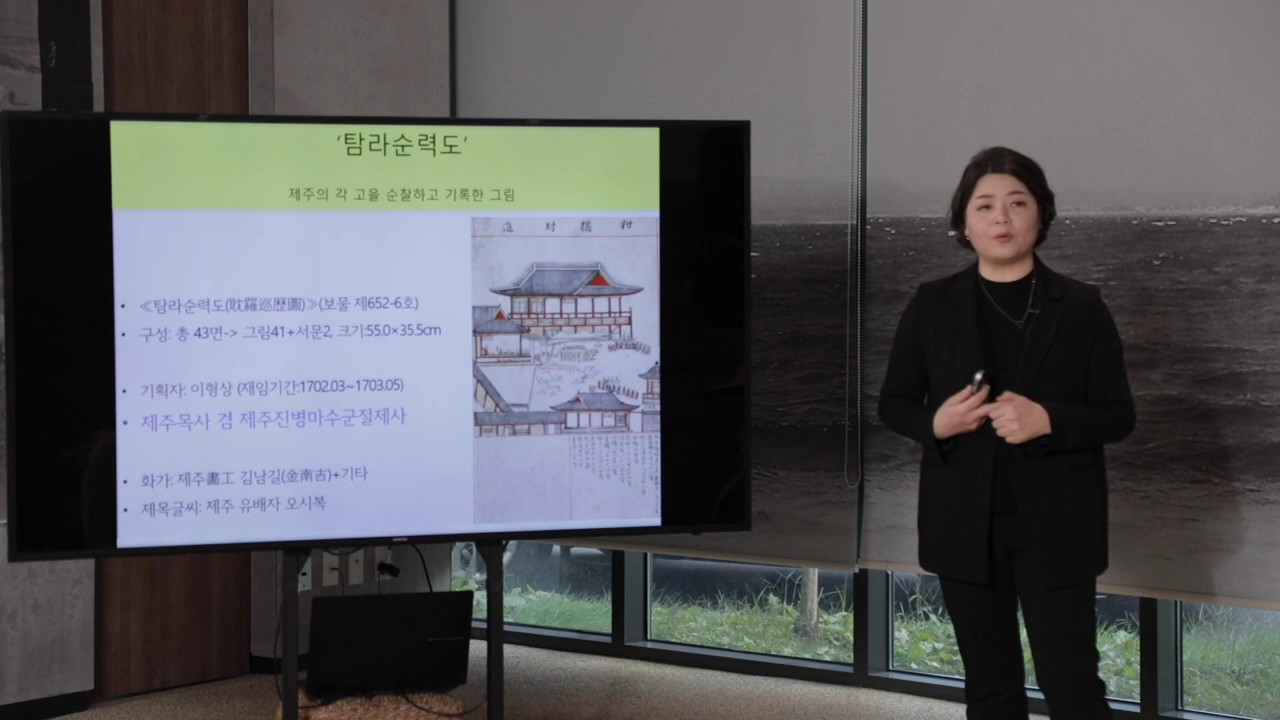 ‘탐라순력도’
제주의 각 고을 순찰하고 기록한 그림
• ≪탐라순력도(耽羅巡歷圖)≫(보물 제652-6호)
• 구성: 총 43면-> 그림41+서문2, 크기:55.0×35.5cm
• 기획자: 이형상 (재임기간:1702.03~1703.05)
• 제주목사 겸 제주진병마수군절제사
• 화가: 제주畵工 김남길(金南吉)+기타
• 제목글씨: 제주 유배자 오시복